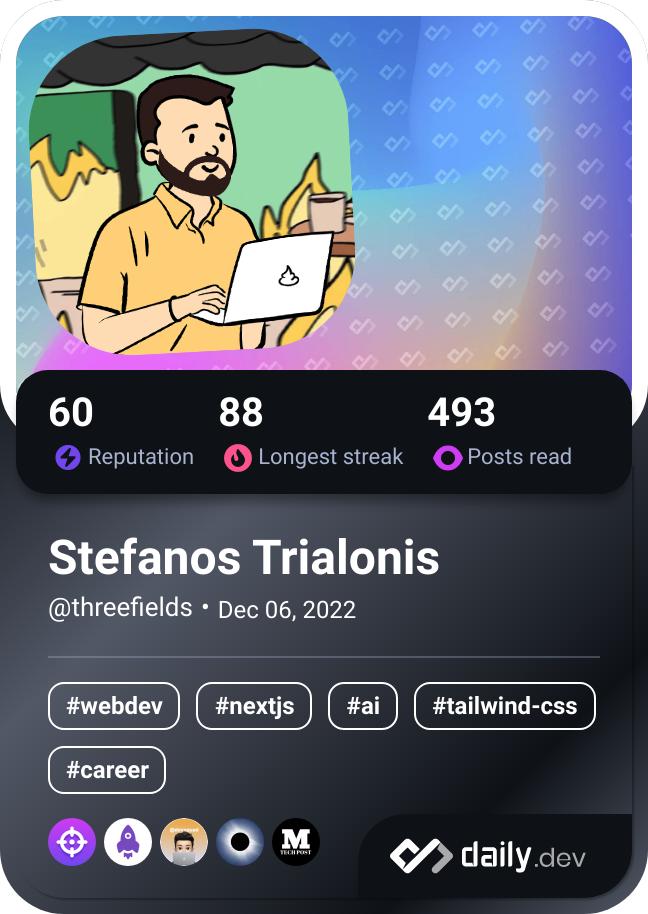 60 88 493
Reputation Longest streak Posts read
Stefanos Trialonis
@threefields • Dec 06, 2022
#webdev #nextjs #ai #tailwind-css
#career
M
TECH POST
daily.dev